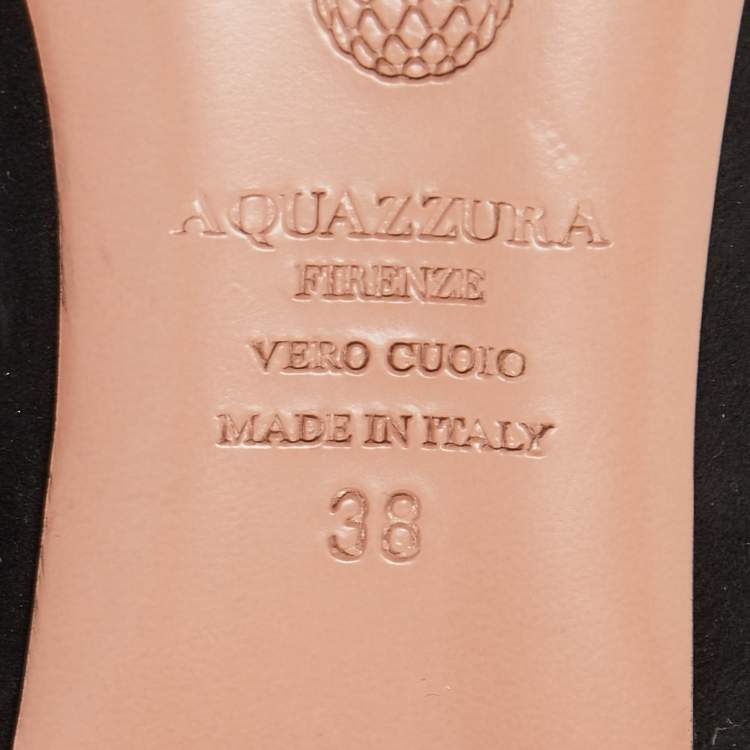 AQUAZZURA
FIRENZE
VERO CUOIO
MADE IN ITALY
38